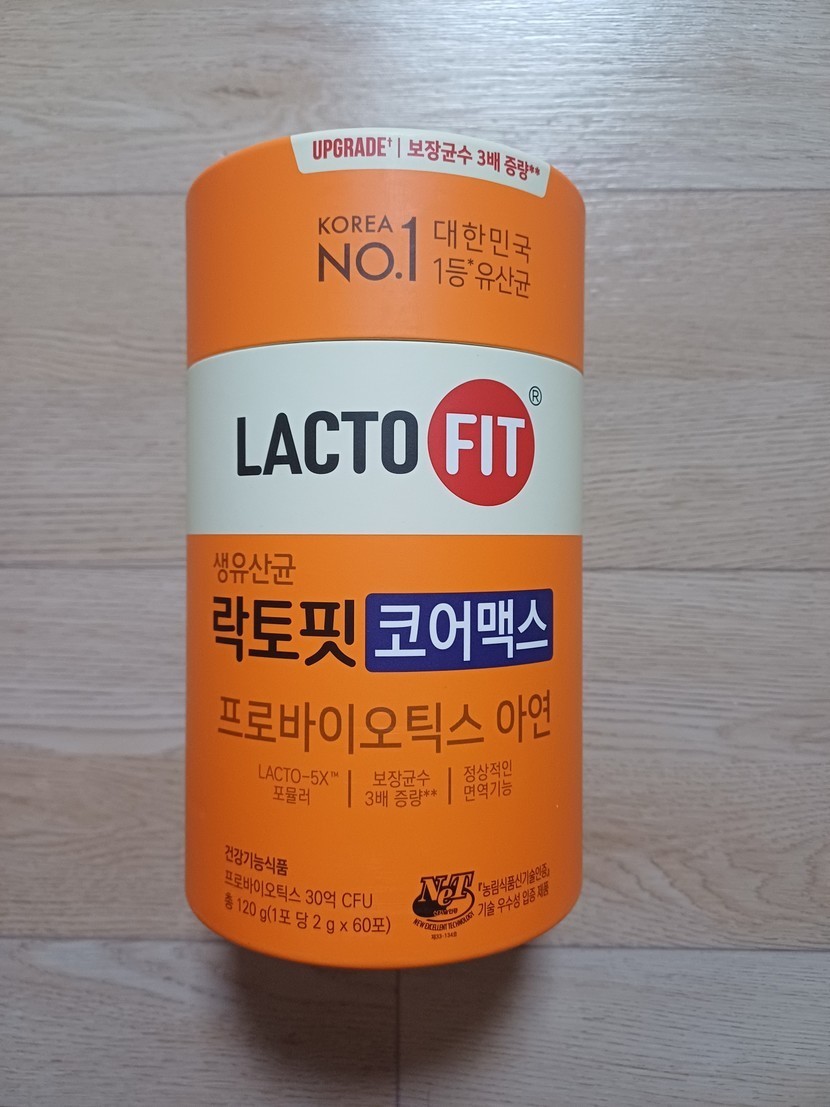 UPGRADE† | 보장균수 3배 증량**
KOREA NO.1
대한민국
1등*유산균
LACTO FIT®
생유산균
락토핏 코어맥스
프로바이오틱스 아연
LACTO-5X™
포뮬러
보장균수
3배 증량**
정상적인
면역기능
건강기능식품
프로바이오틱스 30억 CFU
총 120 g(1포 당 2 g x 60포)
NeT
NEW EXCELLENT TECHNOLOGY
『농림식품신기술인증』
기술 우수성 입증 제품